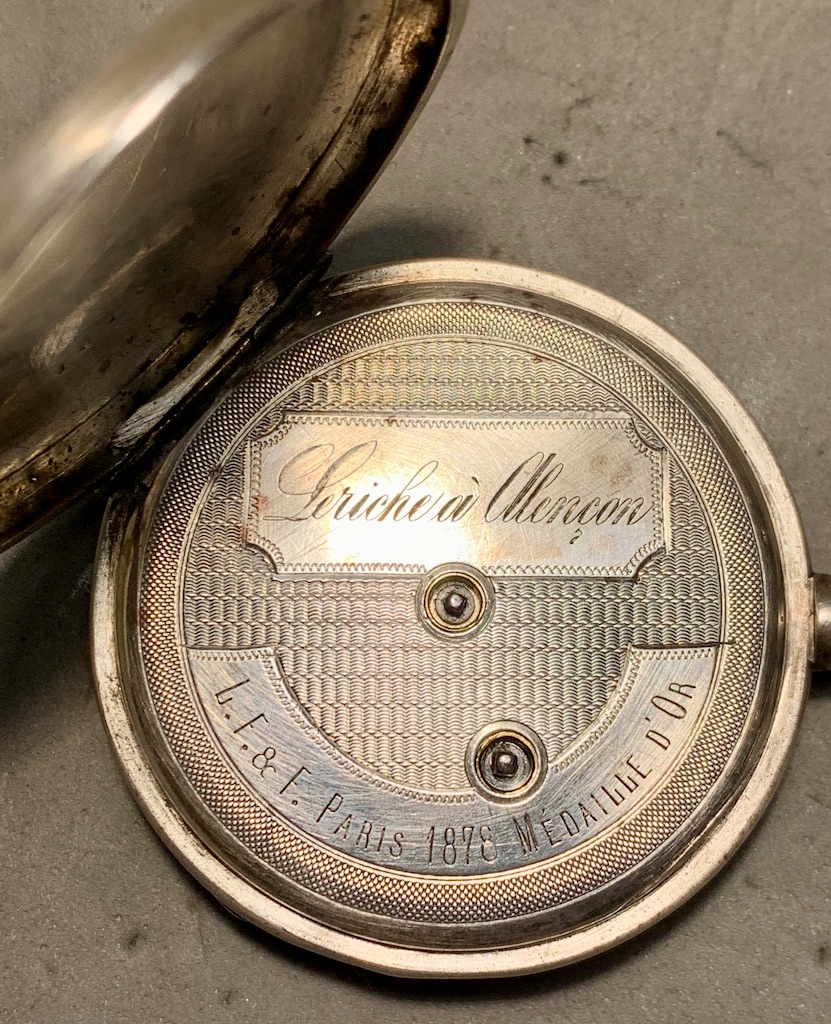 Leriche à Alençon
L. F. & F. PARIS 1878 MÉDAILLE D'OR